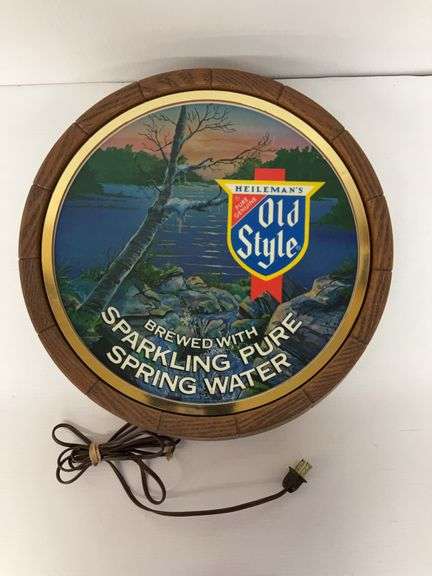 HEILEMAN'S
PURE
GENUINE
Old
Style
BREWED WITH
SPARKLING PURE
SPRING WATER